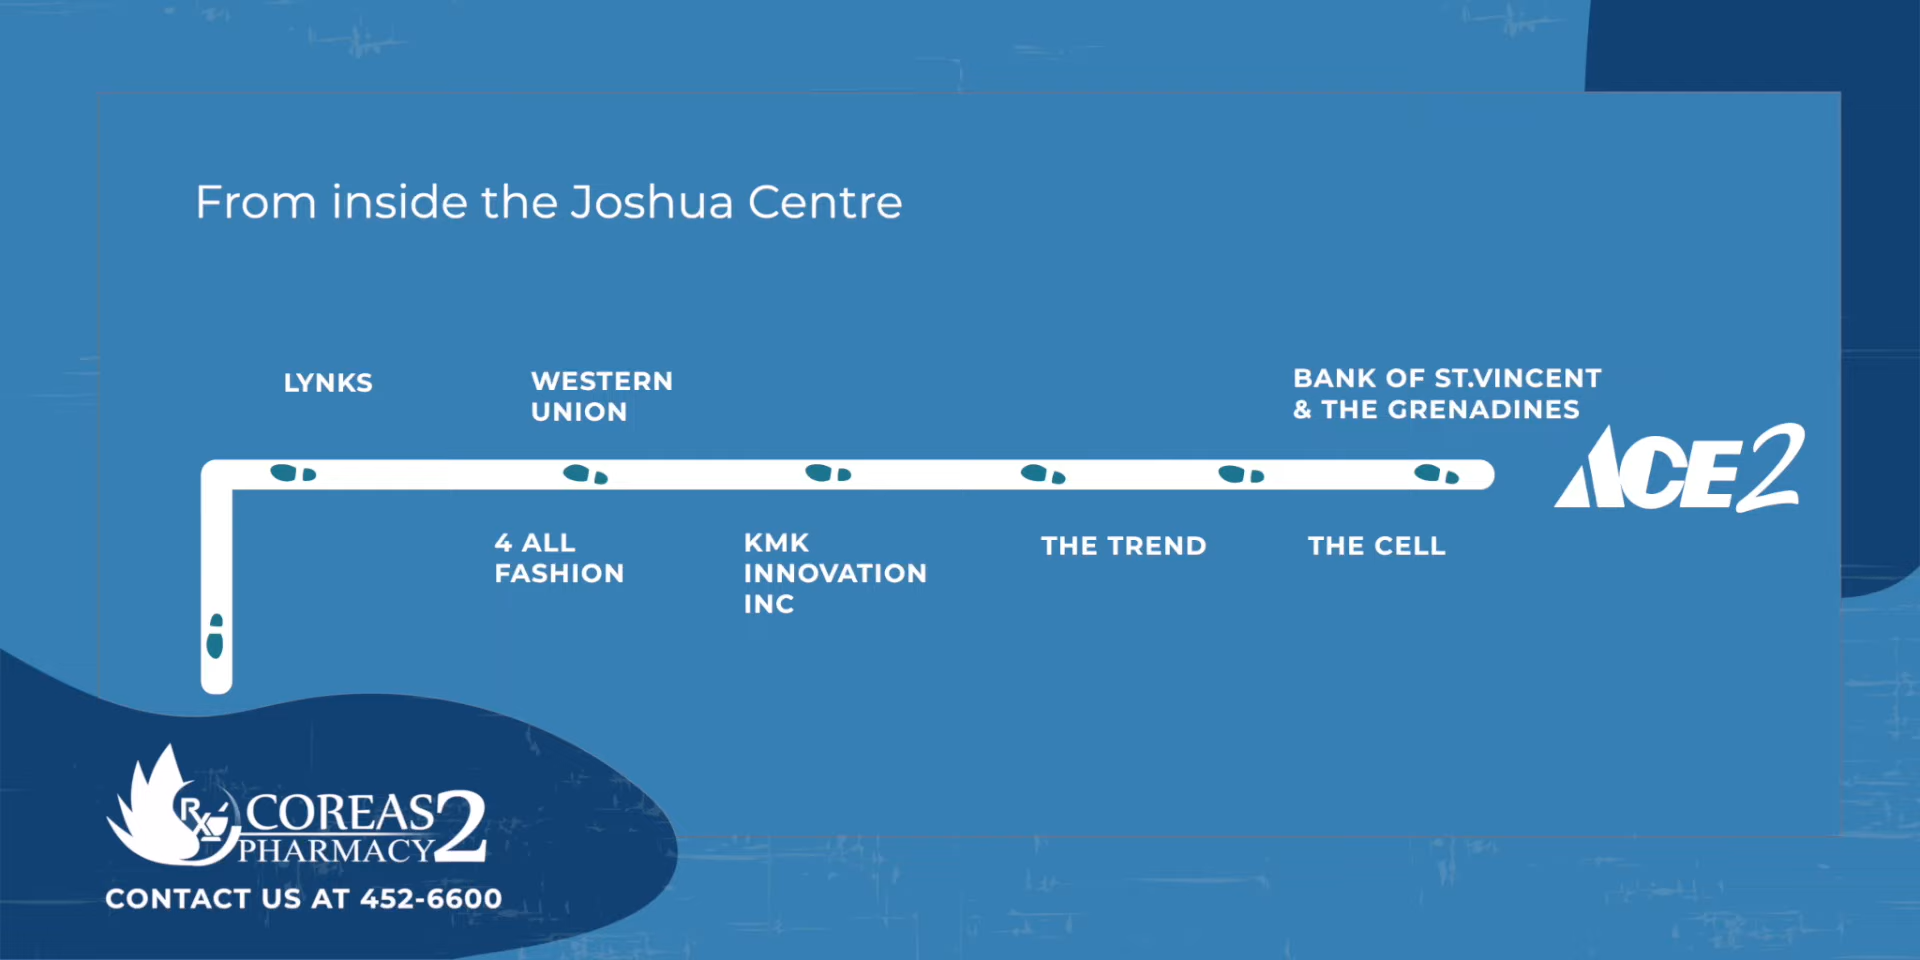 From inside the Joshua Centre
LYNKS
WESTERN
UNION
BANK OF ST.VINCENT
& THE GRENADINES
ACE2
4 ALL
FASHION
KMK
INNOVATION
INC
THE TREND
THE CELL
Rx
COREAS2
PHARMACY
CONTACT US AT 452-6600